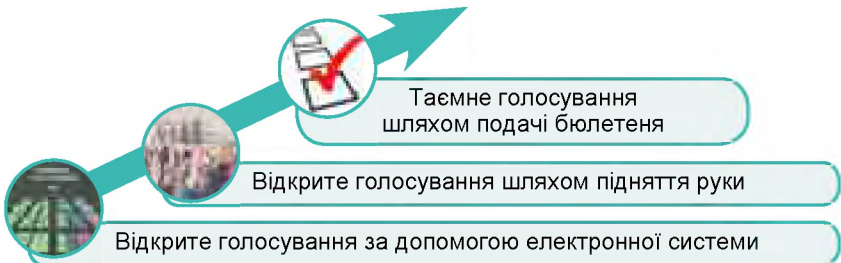 Таємне голосування
шляхом подачі бюлетеня
Відкрите голосування шляхом підняття руки
Відкрите голосування за допомогою електронної системи